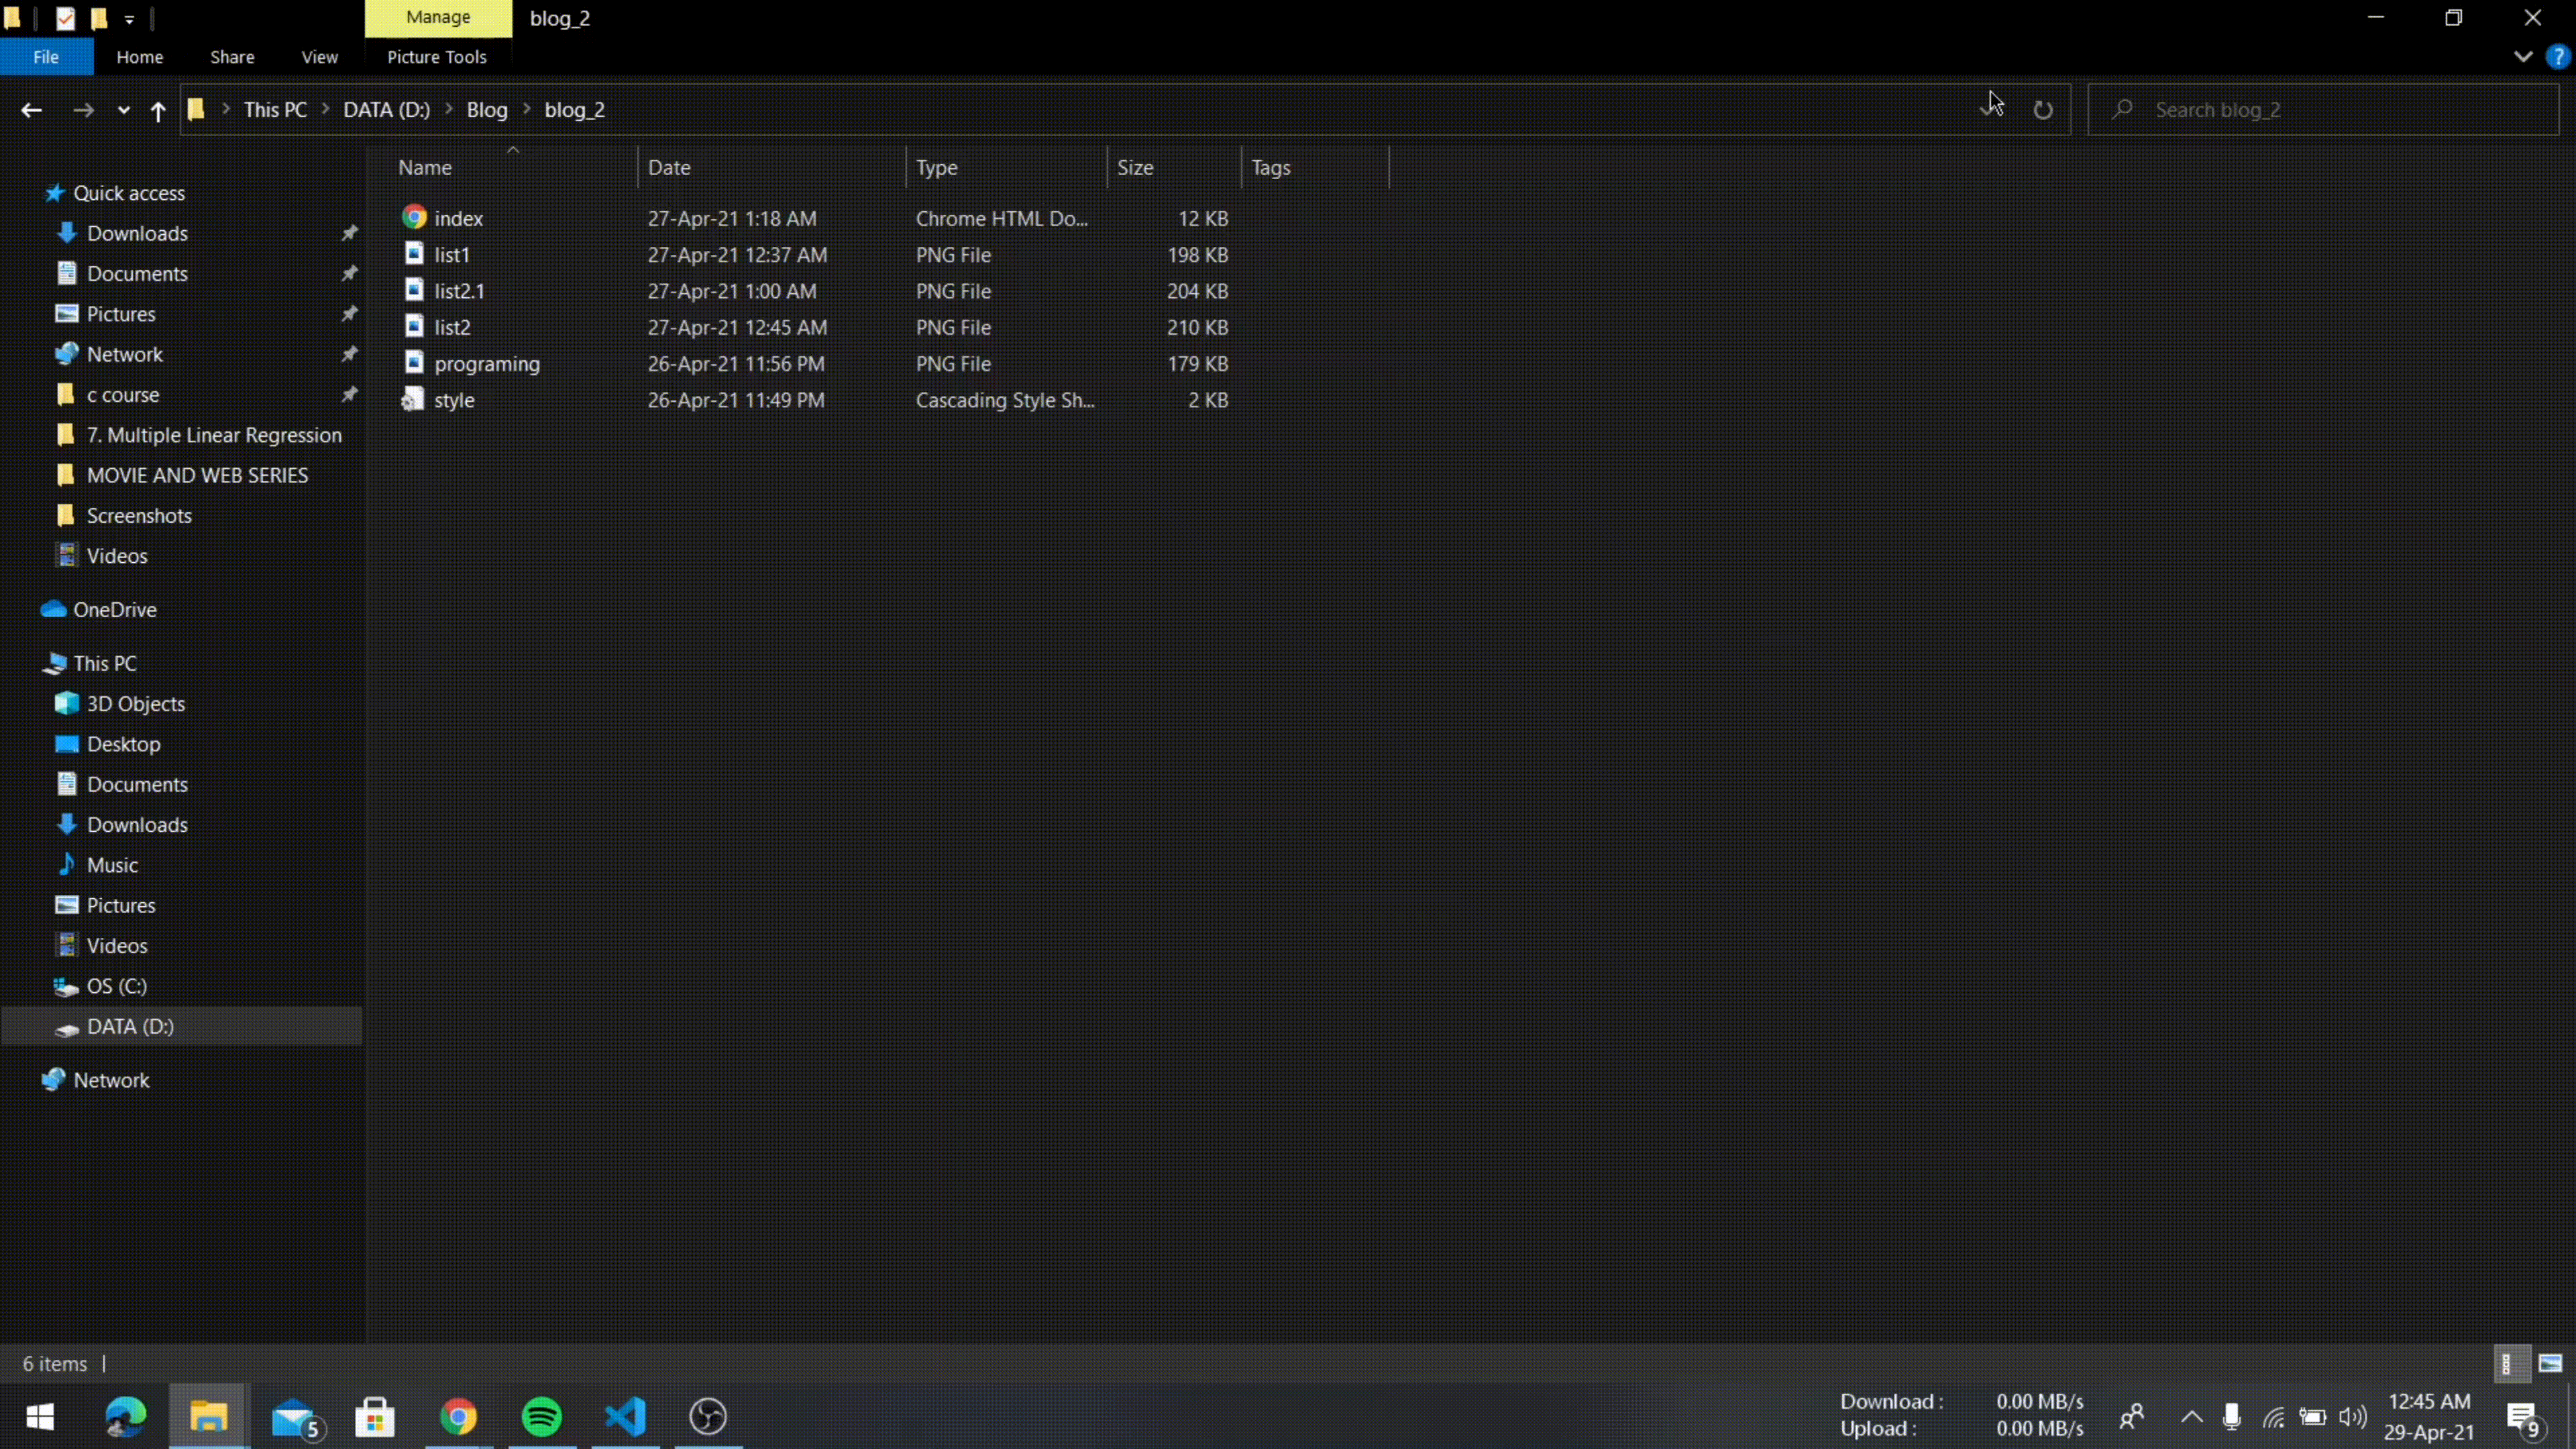 Manage
blog_2
File
Home
Share
View
Picture Tools
This PC
DATA (D:)
Blog
blog_2
Search blog_2
Name
Date
Type
Size
Tags
index 27-Apr-21 1:18 AM Chrome HTML Do... 12 KB
list1 27-Apr-21 12:37 AM PNG File 198 KB
list2.1 27-Apr-21 1:00 AM PNG File 204 KB
list2 27-Apr-21 12:45 AM PNG File 210 KB
programing 26-Apr-21 11:56 PM PNG File 179 KB
style 26-Apr-21 11:49 PM Cascading Style Sh... 2 KB
Quick access
Downloads
Documents
Pictures
Network
c course
7. Multiple Linear Regression
MOVIE AND WEB SERIES
Screenshots
Videos
OneDrive
This PC
3D Objects
Desktop
Documents
Downloads
Music
Pictures
Videos
OS (C:)
DATA (D:)
Network
6 items
5
Download : 0.00 MB/s
Upload : 0.00 MB/s
12:45 AM
29-Apr-21
9